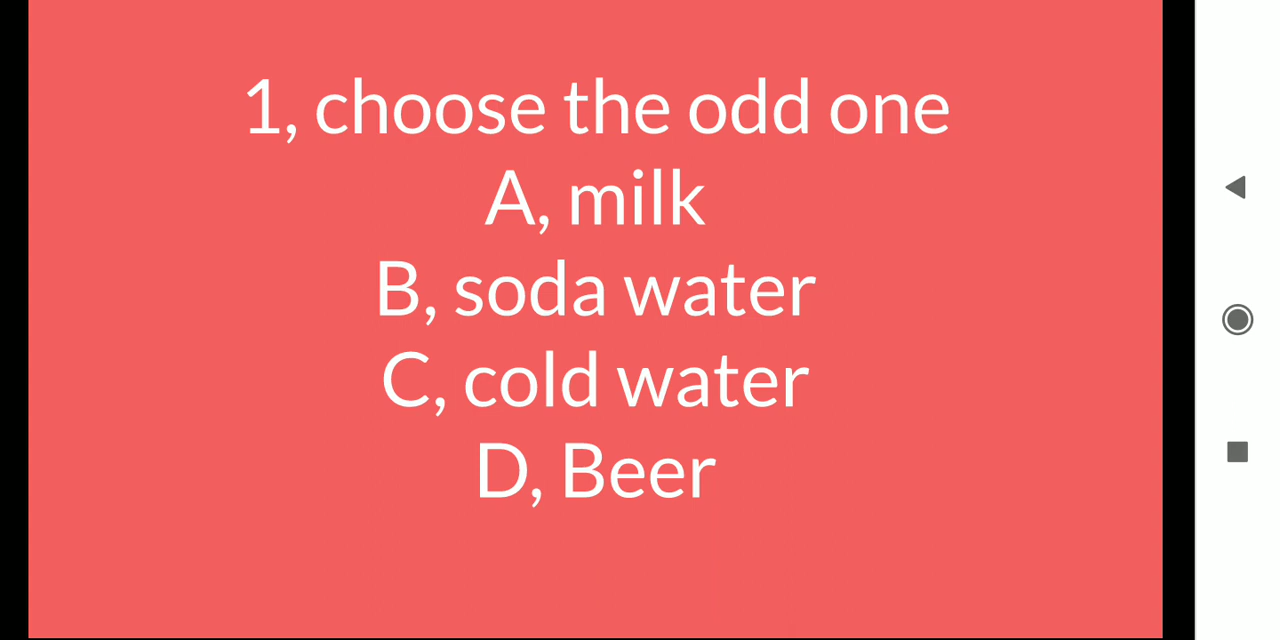 1, choose the odd one
A, milk
B, soda water
C, cold water
D, Beer